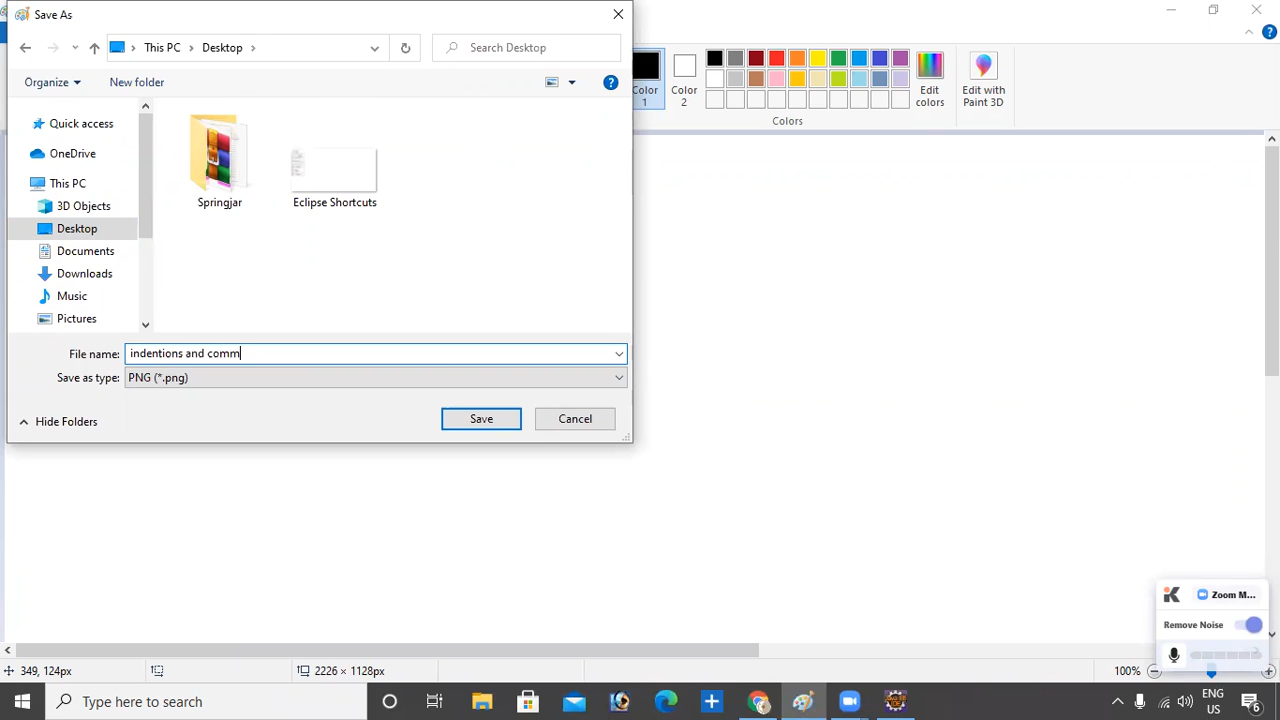 Save As
This PC
Desktop
Search Desktop
Organize
New folder
Color 1
Color 2
Edit colors
Edit with Paint 3D
Colors
Quick access
OneDrive
This PC
3D Objects
Desktop
Documents
Downloads
Music
Pictures
Springjar
Eclipse Shortcuts
File name: indentions and comm
Save as type: PNG (*.png)
Hide Folders
Save
Cancel
Zoom M...
Remove Noise
349, 124px
2226 × 1128px
100%
Type here to search
ENG
US
6